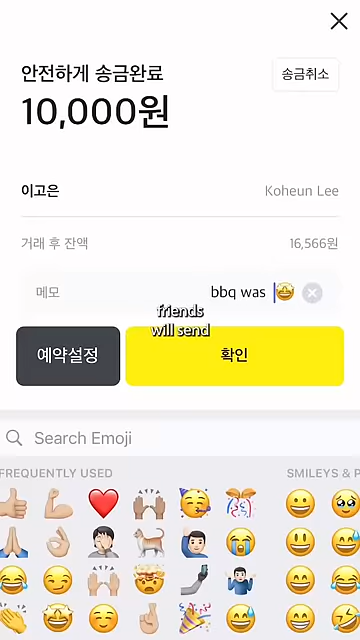 안전하게 송금완료
송금취소
10,000원
이고은 Koheun Lee
거래 후 잔액 16,566원
메모 bbq was 🤩
friends
will send
예약설정 확인
Search Emoji
FREQUENTLY USED SMILEYS & P